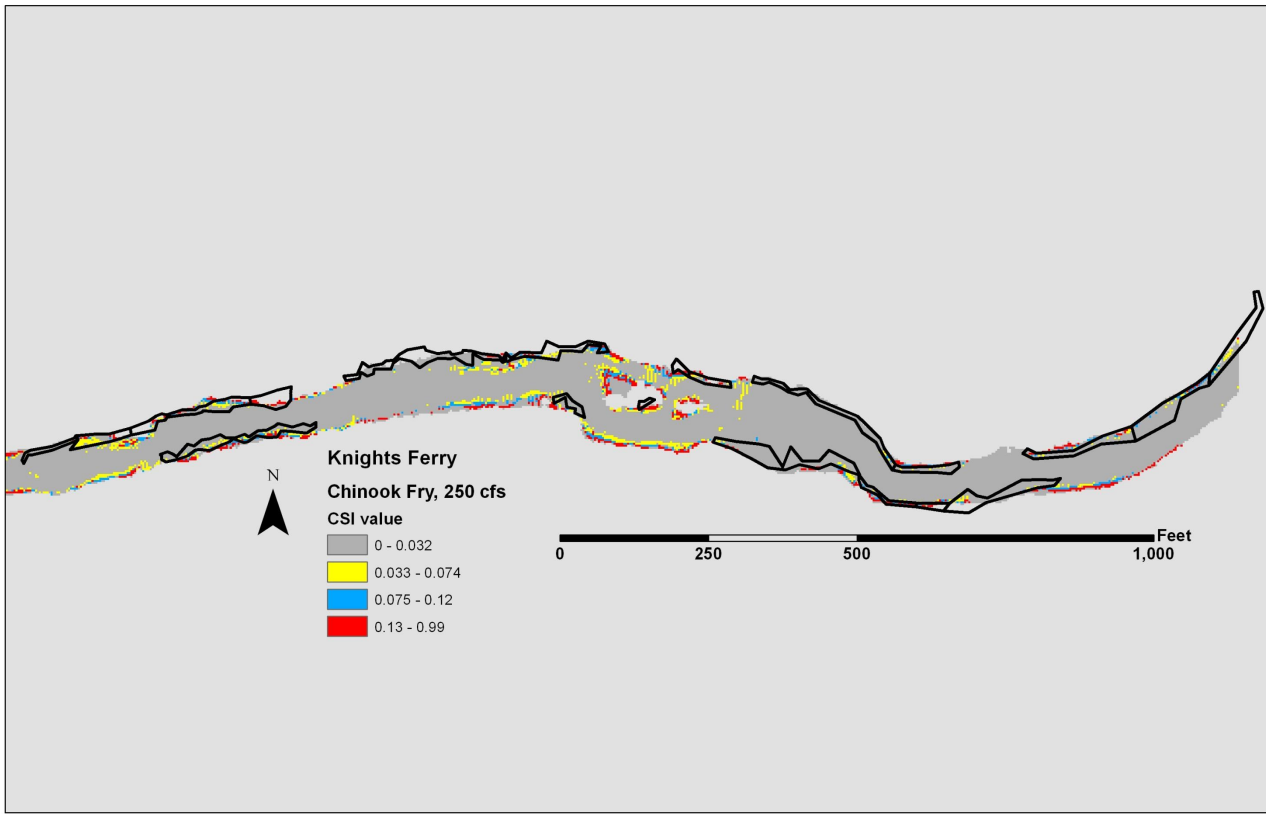 Knights Ferry
N
Chinook Fry, 250 cfs
CSI value
0 - 0.032
0.033 - 0.074
0.075 - 0.12
0.13 - 0.99
Feet
0 250 500 1,000